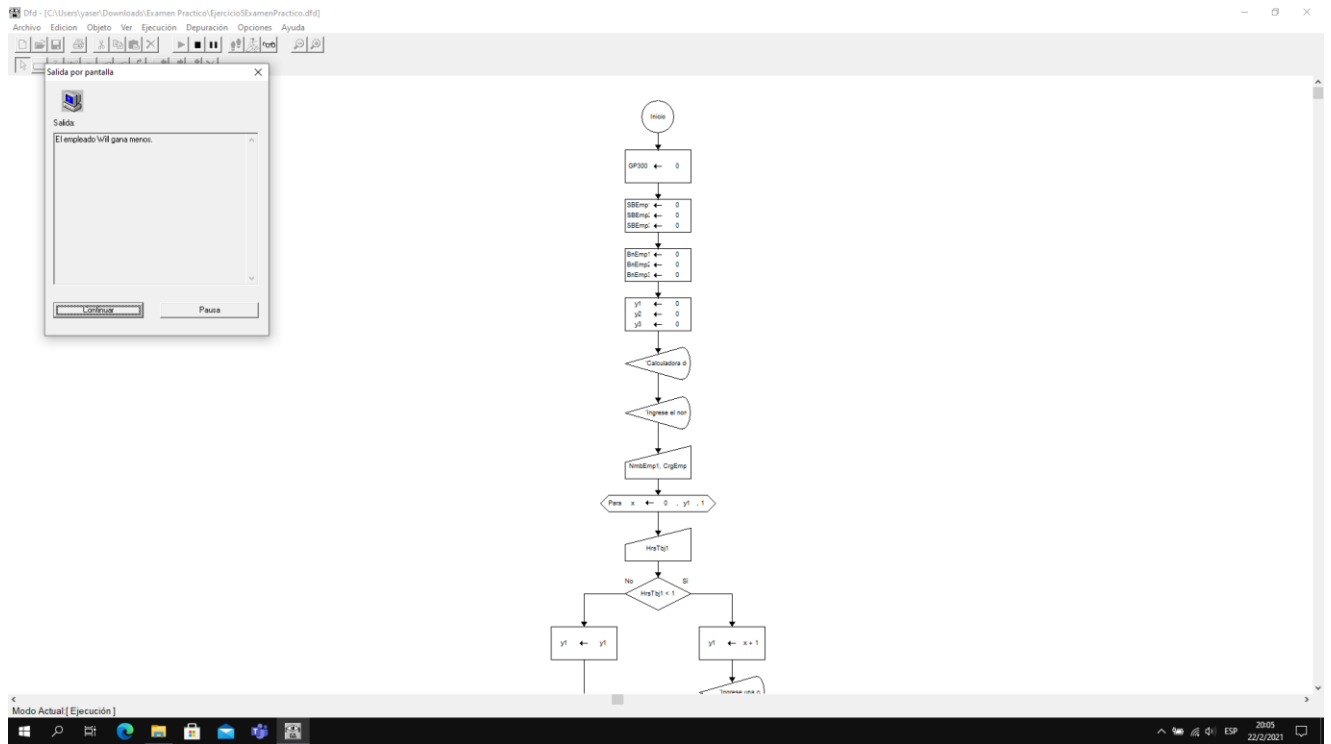 Dfd - [C:\Users\yaser\Downloads\Examen Practico\Ejercicio5ExamenPractico.dfd]
Archivo Edicion Objeto Ver Ejecución Depuración Opciones Ayuda
Salida por pantalla
Salida:
El empleado Will gana menos.
Continuar Pausa
Inicio
GP300 ← 0
SBEmp ← 0
SBEmp ← 0
SBEmp ← 0
BnEmp1 ← 0
BnEmp ← 0
BnEmp ← 0
y1 ← 0
y2 ← 0
y3 ← 0
'Calculadora d
'Ingrese el nor
NmbEmp1, CrgEmp
Para x ← 0 , y1 , 1
HrsTbj1
No Sí
HrsTbj1 < 1
y1 ← y1 y1 ← x + 1
'Ingrese una
Modo Actual:[ Ejecución ]
ESP
20:05
22/2/2021